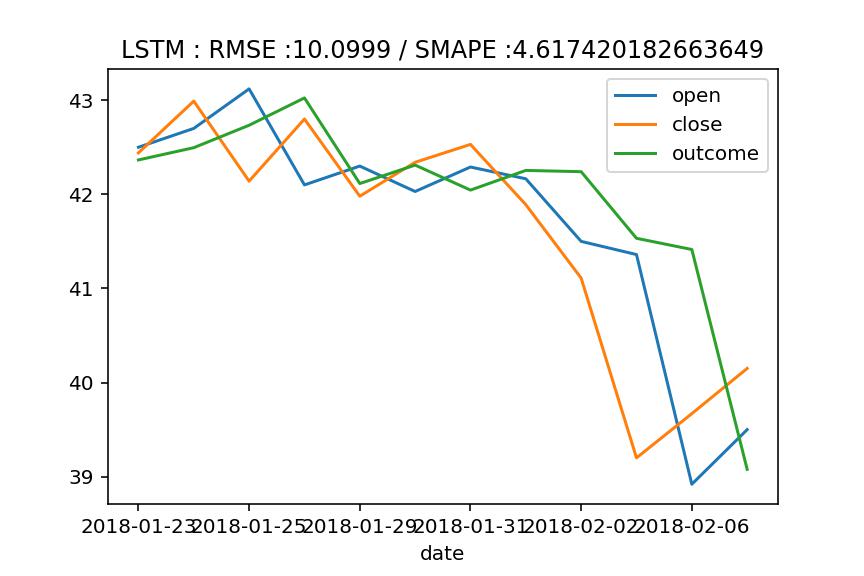 LSTM : RMSE :10.0999 / SMAPE :4.617420182663649
open
close
outcome
43
42
41
40
39
2018-01-23
2018-01-25
2018-01-29
2018-01-31
2018-02-02
2018-02-06
date